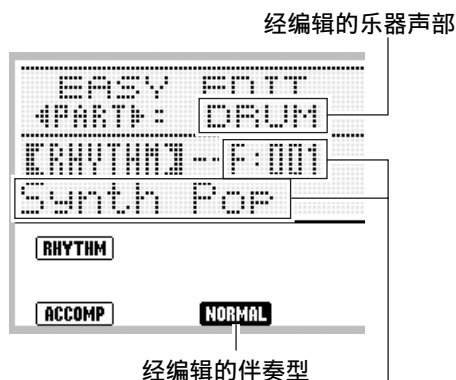 经编辑的乐器声部
EASY EDIT
◀PART▶: DRUM
【RHYTHM】--F:001
Synth Pop
RHYTHM
ACCOMP NORMAL
经编辑的伴奏型